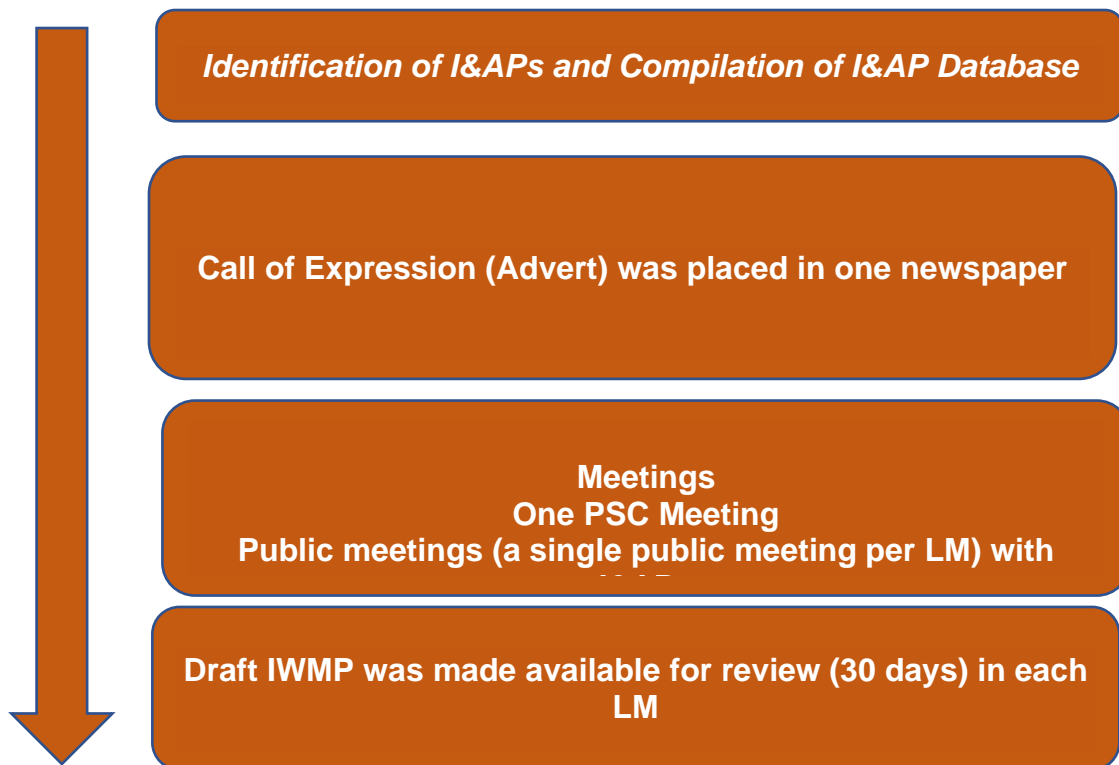 Identification of I&APs and Compilation of I&AP Database
Call of Expression (Advert) was placed in one newspaper
Meetings
One PSC Meeting
Public meetings (a single public meeting per LM) with
Draft IWMP was made available for review (30 days) in each
LM